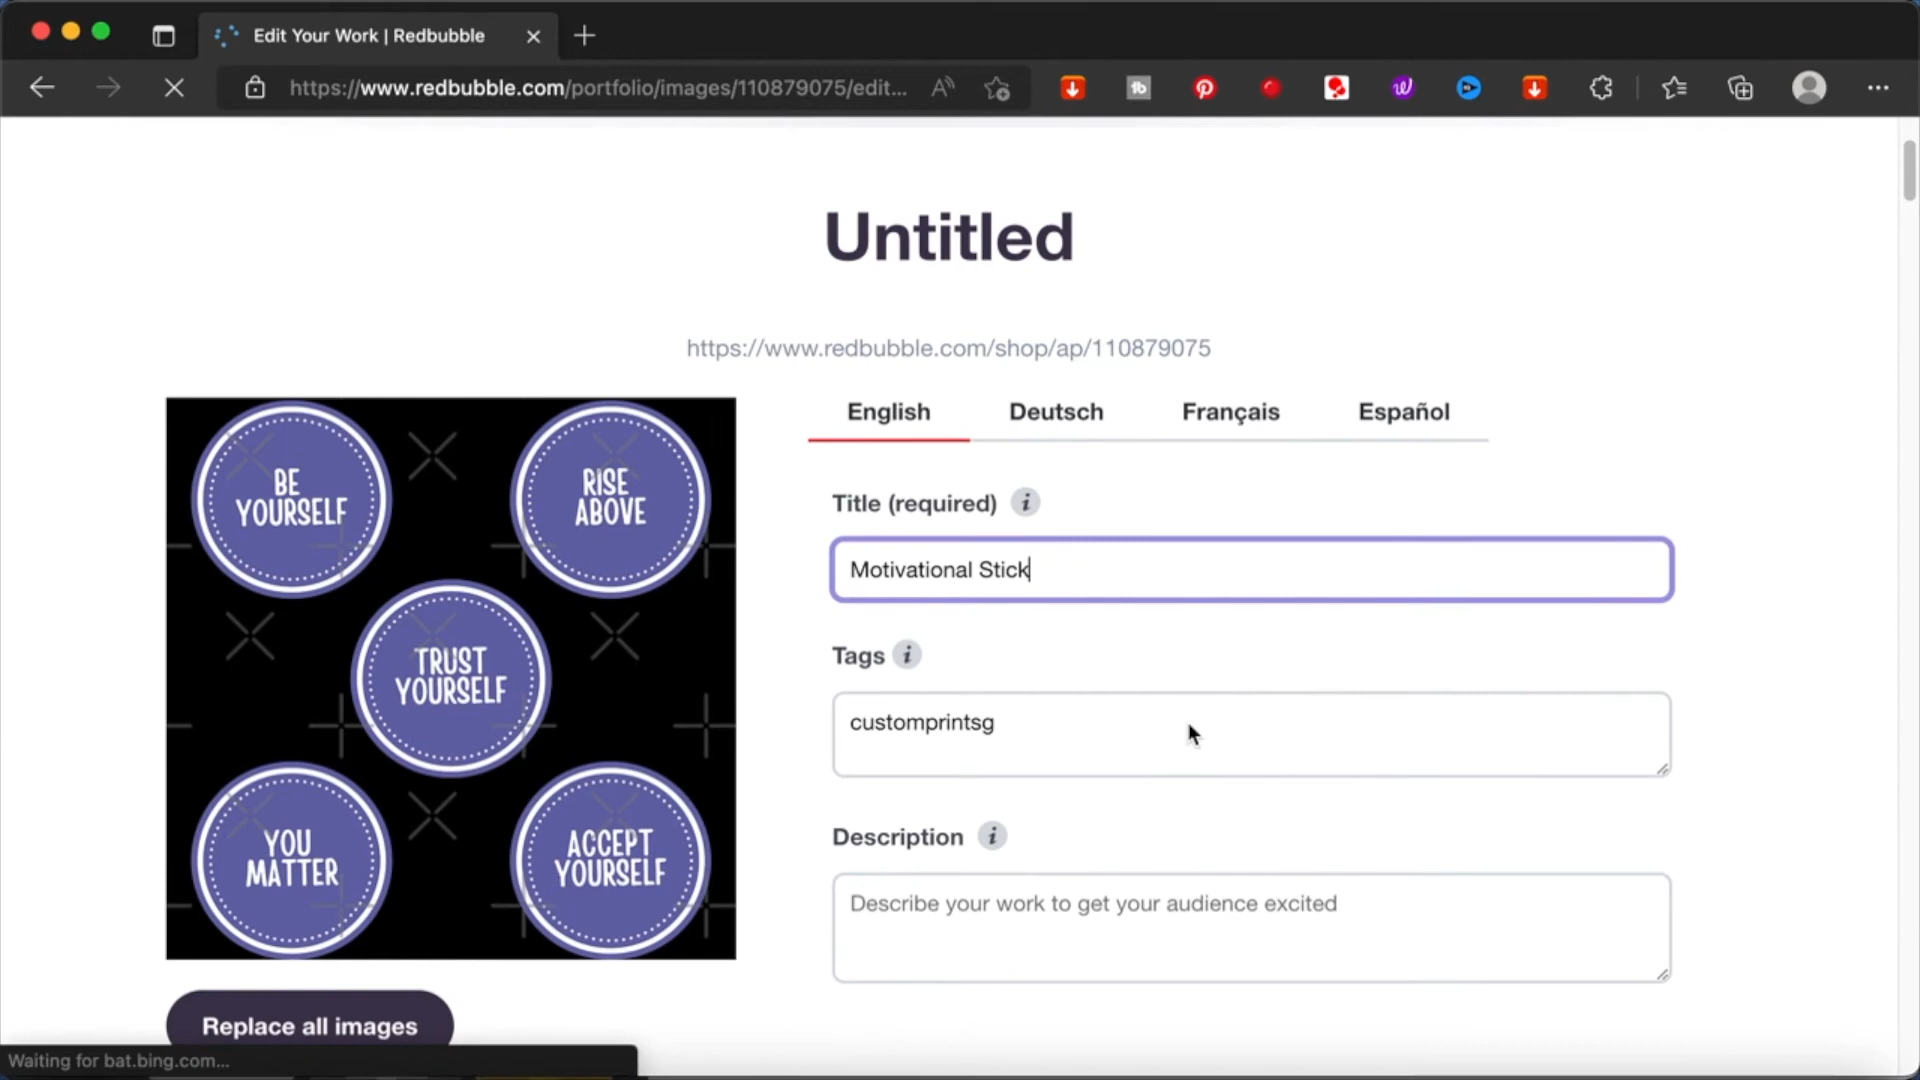 Edit Your Work | Redbubble
https://www.redbubble.com/portfolio/images/110879075/edit...
Untitled
https://www.redbubble.com/shop/ap/110879075
English Deutsch Français Español
Title (required)
Motivational Stick
Tags
customprintsg
Description
Describe your work to get your audience excited
BE
YOURSELF
RISE
ABOVE
TRUST
YOURSELF
YOU
MATTER
ACCEPT
YOURSELF
Replace all images
Waiting for bat.bing.com...